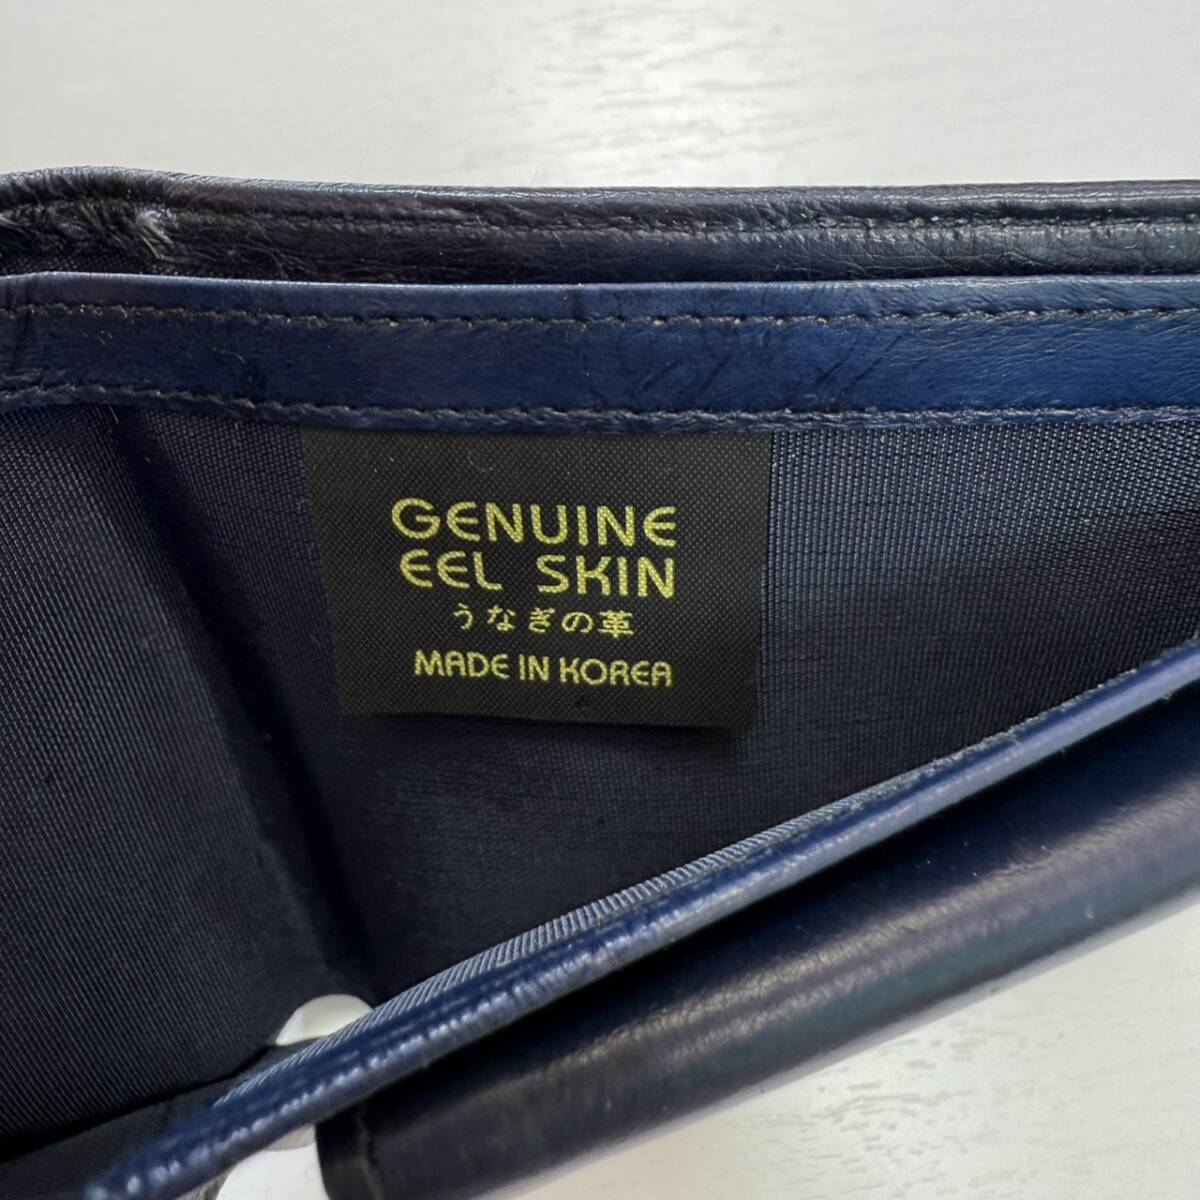 GENUINE
EEL SKIN
うなぎの革
MADE IN KOREA